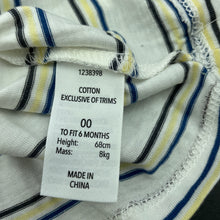 1238398
COTTON
EXCLUSIVE OF TRIMS
00
TO FIT 6 MONTHS
Height: 68cm
Mass: 8kg
MADE IN
CHINA